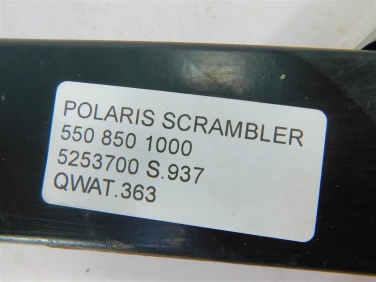 POLARIS SCRAMBLER
550 850 1000
5253700 S.937
QWAT.363